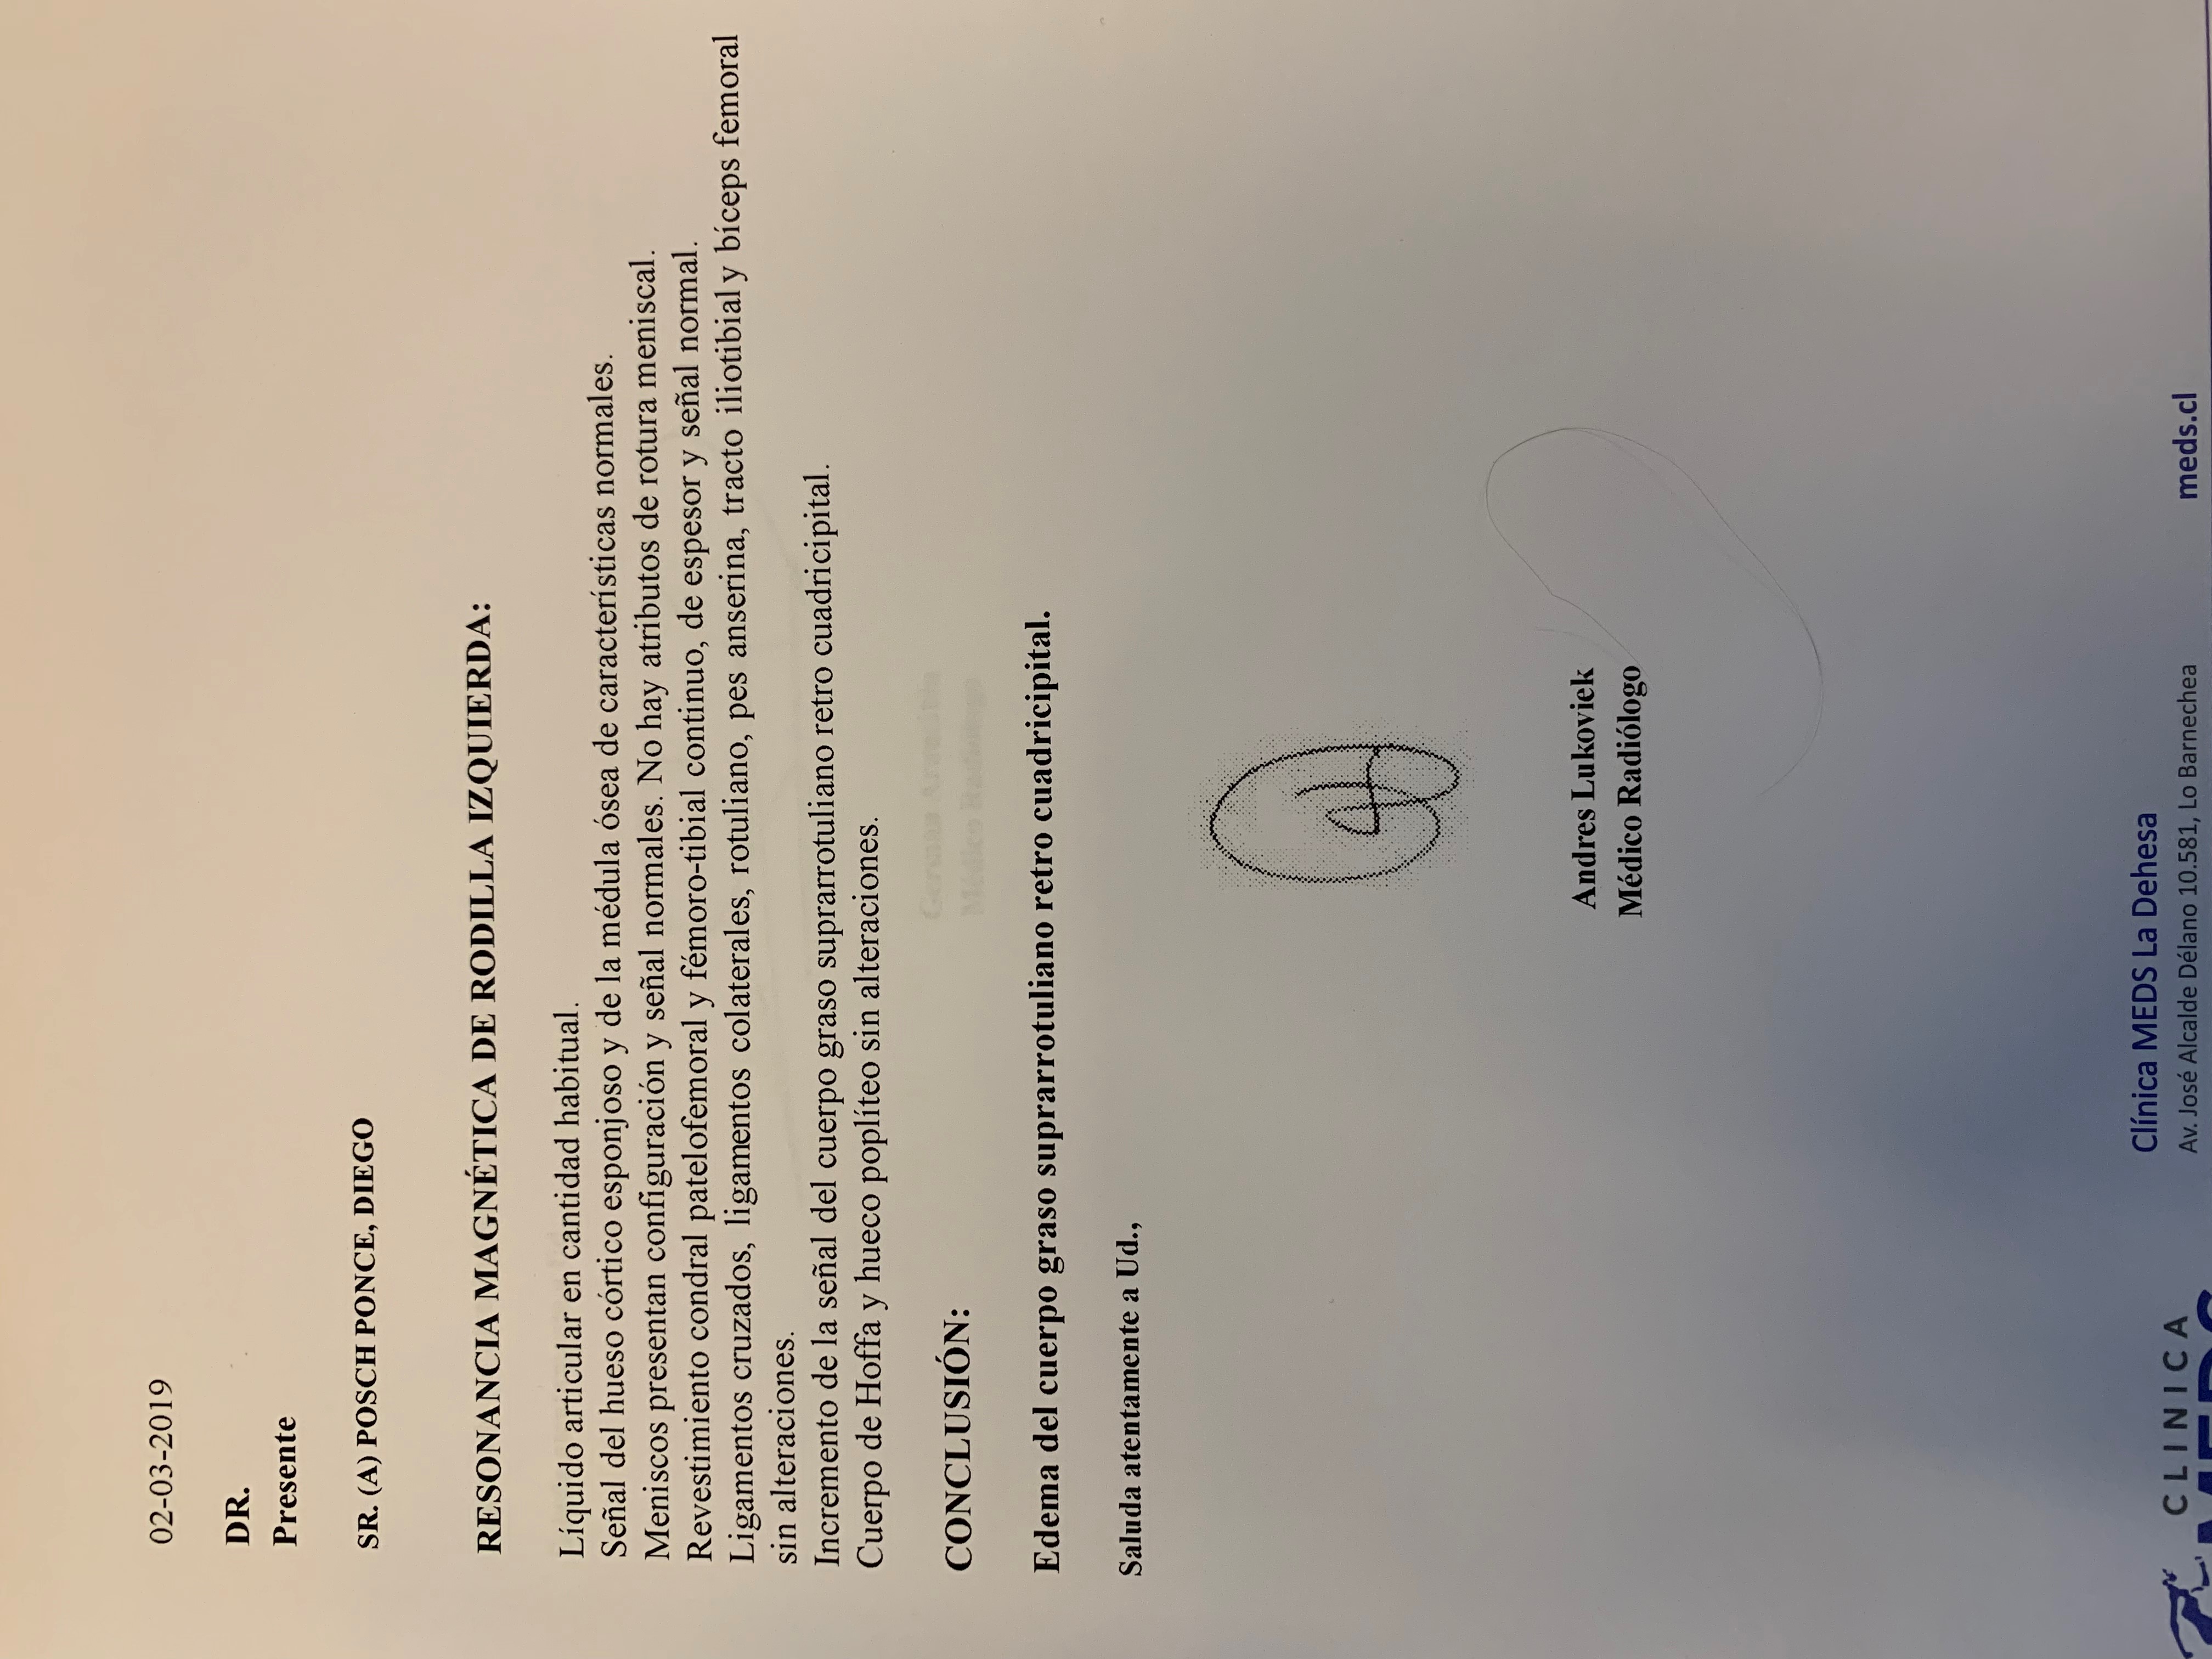 02-03-2019
DR.
Presente
SR. (A) POSCH PONCE, DIEGO
RESONANCIA MAGNÉTICA DE RODILLA IZQUIERDA:
Líquido articular en cantidad habitual.
Señal del hueso córtico esponjoso y de la médula ósea de características normales.
Meniscos presentan configuración y señal normales. No hay atributos de rotura meniscal.
Revestimiento condral patelofemoral y fémoro-tibial continuo, de espesor y señal normal.
Ligamentos cruzados, ligamentos colaterales, rotuliano, pes anserina, tracto iliotibial y bíceps femoral
sin alteraciones.
Incremento de la señal del cuerpo graso suprarrotuliano retro cuadricipital.
Cuerpo de Hoffa y hueco poplíteo sin alteraciones.
Médico Radiólogo
CONCLUSIÓN:
Edema del cuerpo graso suprarrotuliano retro cuadricipital.
Saluda atentamente a Ud.,
Andres Lukoviek
Médico Radiólogo
CLINICA
MEDS
Clínica MEDS La Dehesa
Av. José Alcalde Délano 10.581, Lo Barnechea
meds.cl